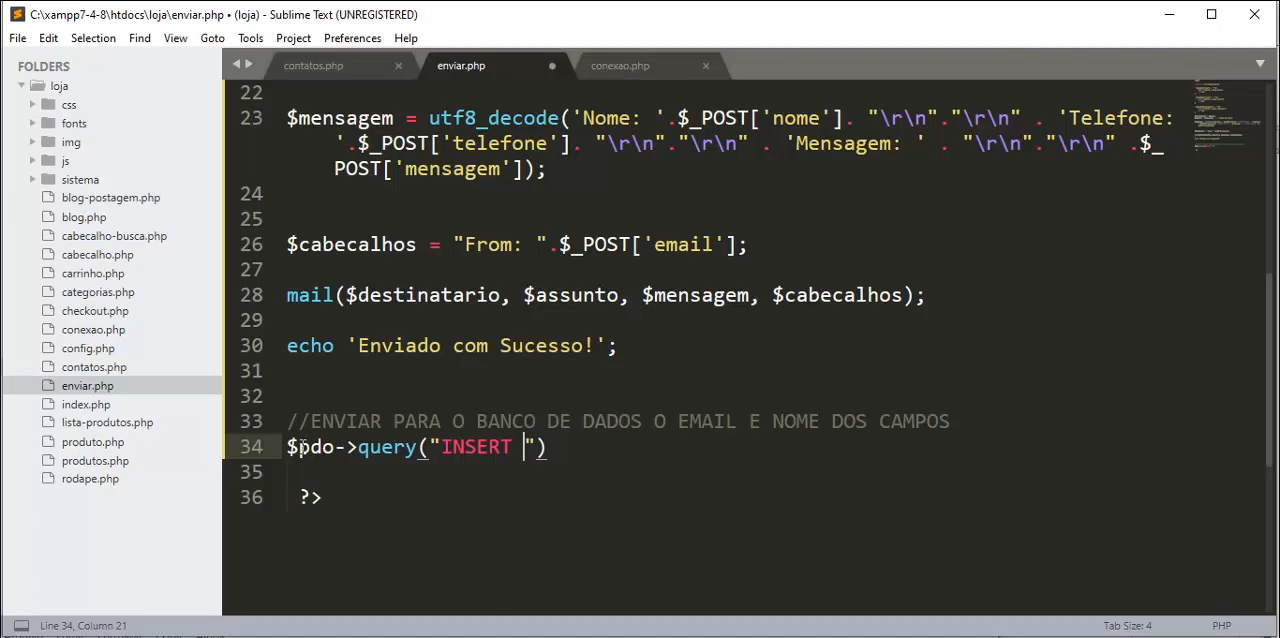 C:\xampp7-4-8\htdocs\loja\enviar.php • (loja) - Sublime Text (UNREGISTERED)
File Edit Selection Find View Goto Tools Project Preferences Help
FOLDERS
loja
css
fonts
img
js
sistema
blog-postagem.php
blog.php
cabecalho-busca.php
cabecalho.php
carrinho.php
categorias.php
checkout.php
conexao.php
config.php
contatos.php
enviar.php
index.php
lista-produtos.php
produto.php
produtos.php
rodape.php
contatos.php × enviar.php • conexao.php ×
22
23 $mensagem = utf8_decode('Nome: '.$_POST['nome']. "\r\n"."\r\n" . 'Telefone:
'.$_POST['telefone']. "\r\n"."\r\n" . 'Mensagem: ' . "\r\n"."\r\n" .$_
POST['mensagem']);
24
25
26 $cabecalhos = "From: ".$_POST['email'];
27
28 mail($destinatario, $assunto, $mensagem, $cabecalhos);
29
30 echo 'Enviado com Sucesso!';
31
32
33 //ENVIAR PARA O BANCO DE DADOS O EMAIL E NOME DOS CAMPOS
34 $pdo->query("INSERT ")
35
36 ?>
Line 34, Column 21
Tab Size: 4 PHP